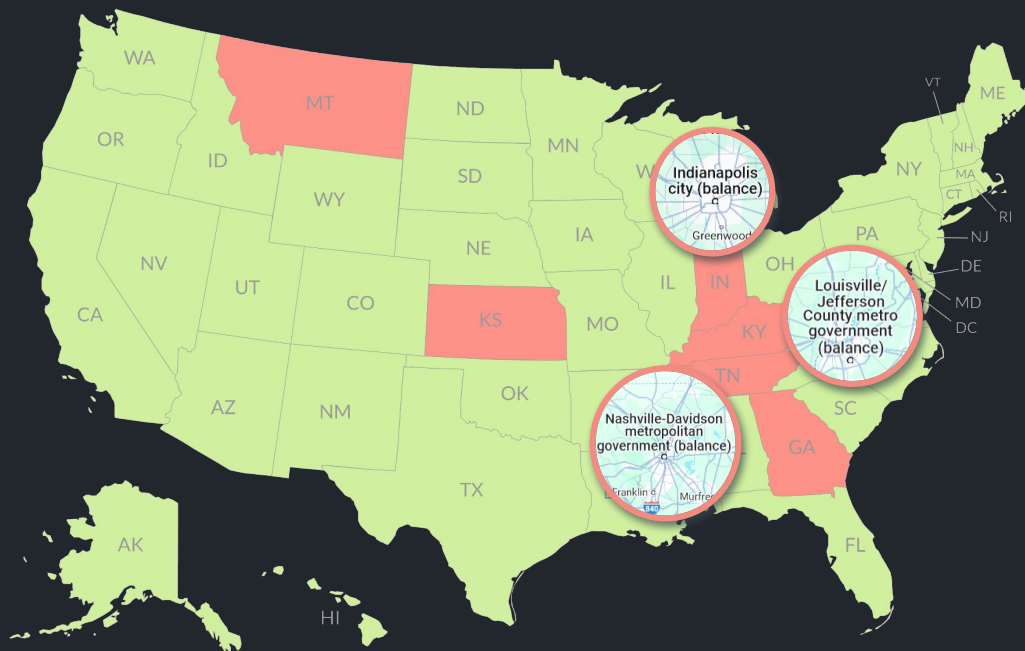 WA
OR
CA
NV
ID
MT
WY
UT
CO
AZ
NM
ND
SD
NE
KS
OK
TX
MN
IA
MO
W
IL
IN
OH
KY
TN
GA
SC
FL
PA
NY
VT
NH
MA
CT
RI
NJ
DE
MD
DC
ME
AK
HI
Indianapolis
city (balance)
Greenwood
Louisville/
Jefferson
County metro
government
(balance)
Nashville-Davidson
metropolitan
government (balance)
Franklin
Murfre
840